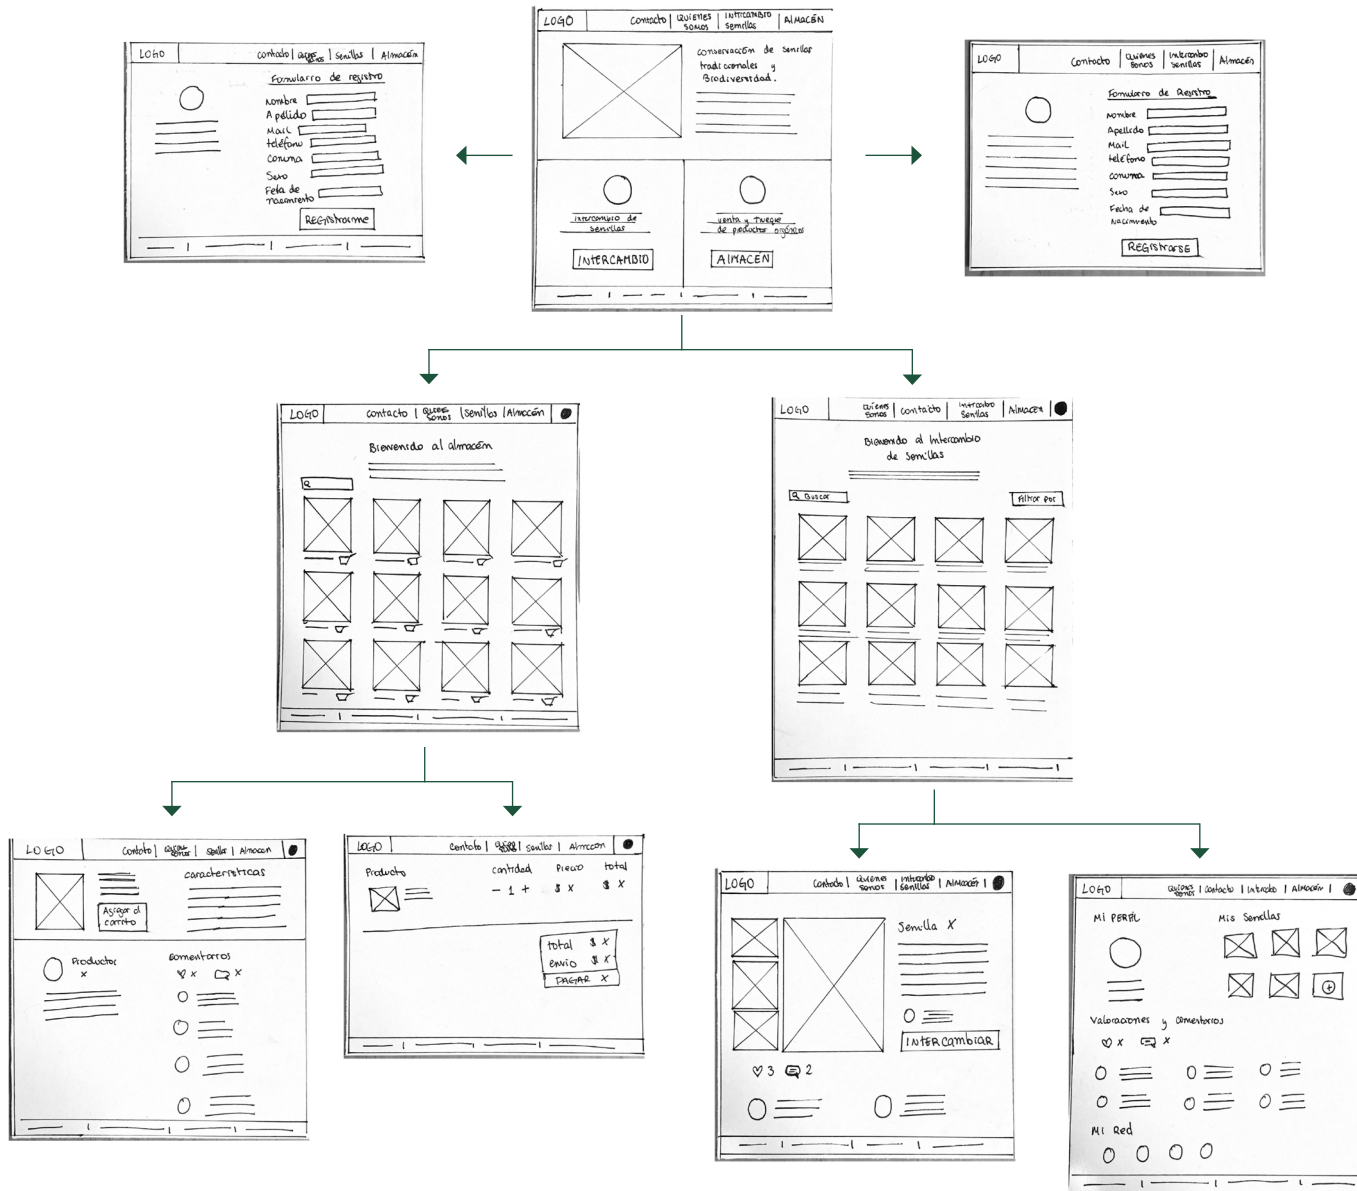 LOGO
Contacto
QUIENES
SOMOS
INTERCAMBIO
Semillas
ALMACÉN
conservación de semillas
tradicionales y
Biodiversidad.
intercambio de
semillas
INTERCAMBIO
venta y trueque
de productos orgánicos
ALMACÉN
LOGO
contacto
Semillas
Almacén
Formulario de registro
Nombre
Apellido
Mail
teléfono
Comuna
Sexo
Fecha de
nacimiento
REGISTRARME
LOGO
Contacto
Quienes
Somos
Intercambio
semillas
Almacén
Formulario de Registro
Nombre
Apellido
Mail
teléfono
comuna
Sexo
Fecha de
Nacimiento
REGISTRARSE
LOGO
contacto
Quienes
Somos
Semillas
Almacén
Bienvenido al almacén
LOGO
Quienes
Somos
Contacto
Intercambio
Semillas
Almacén
Bienvenido al Intercambio
de semillas
Buscar
Filtrar por
LOGO
Contacto
Quienes
Somos
Semillas
Almacén
Agregar al
carrito
características
Productor
x
Comentarios
x
x
LOGO
Contacto
Semillas
Almacén
Producto
cantidad
Precio
total
- 1 +
$ x
$ x
total $ x
envío $ x
PAGAR x
LOGO
Contacto
Quienes
Somos
Intercambio
Semillas
Almacén
Semilla X
INTERCAMBIAR
3
2
LOGO
Quienes
Somos
Contacto
Almacén
MI PERFIL
Mis Semillas
Valoraciones y comentarios
x
x
Mi Red